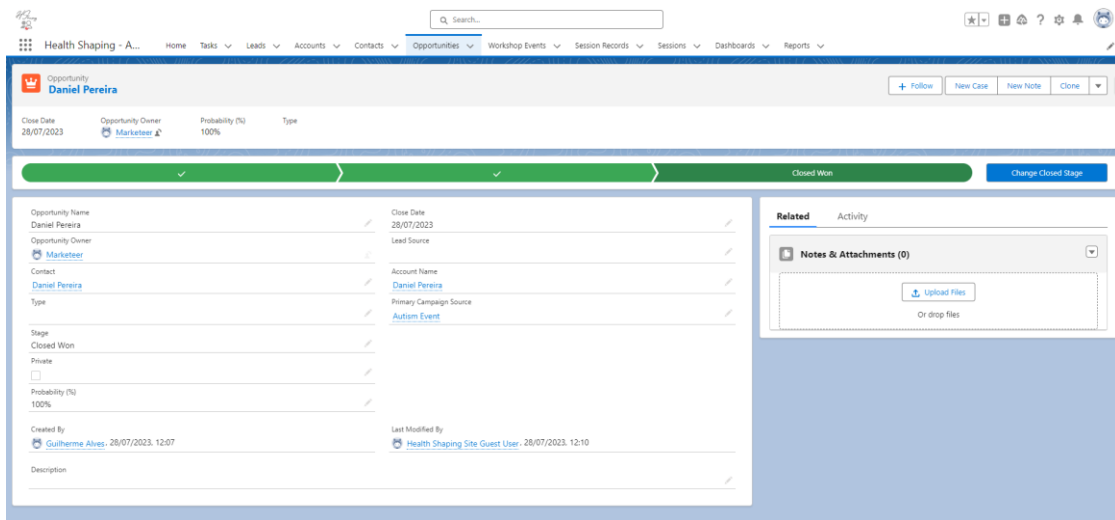 Search...
Health Shaping - A... Home Tasks Leads Accounts Contacts Opportunities Workshop Events Session Records Sessions Dashboards Reports
Opportunity
Daniel Pereira
+ Follow New Case New Note Clone
Close Date Opportunity Owner Probability (%) Type
28/07/2023 Marketeer 100%
Closed Won Change Closed Stage
Opportunity Name Close Date
Daniel Pereira 28/07/2023
Opportunity Owner Lead Source
Marketeer
Contact Account Name
Daniel Pereira Daniel Pereira
Type Primary Campaign Source
Autism Event
Stage
Closed Won
Private
Probability (%)
100%
Created By Last Modified By
Guilherme Alves, 28/07/2023, 12:07 Health Shaping Site Guest User, 28/07/2023, 12:10
Description
Related Activity
Notes & Attachments (0)
Upload Files
Or drop files